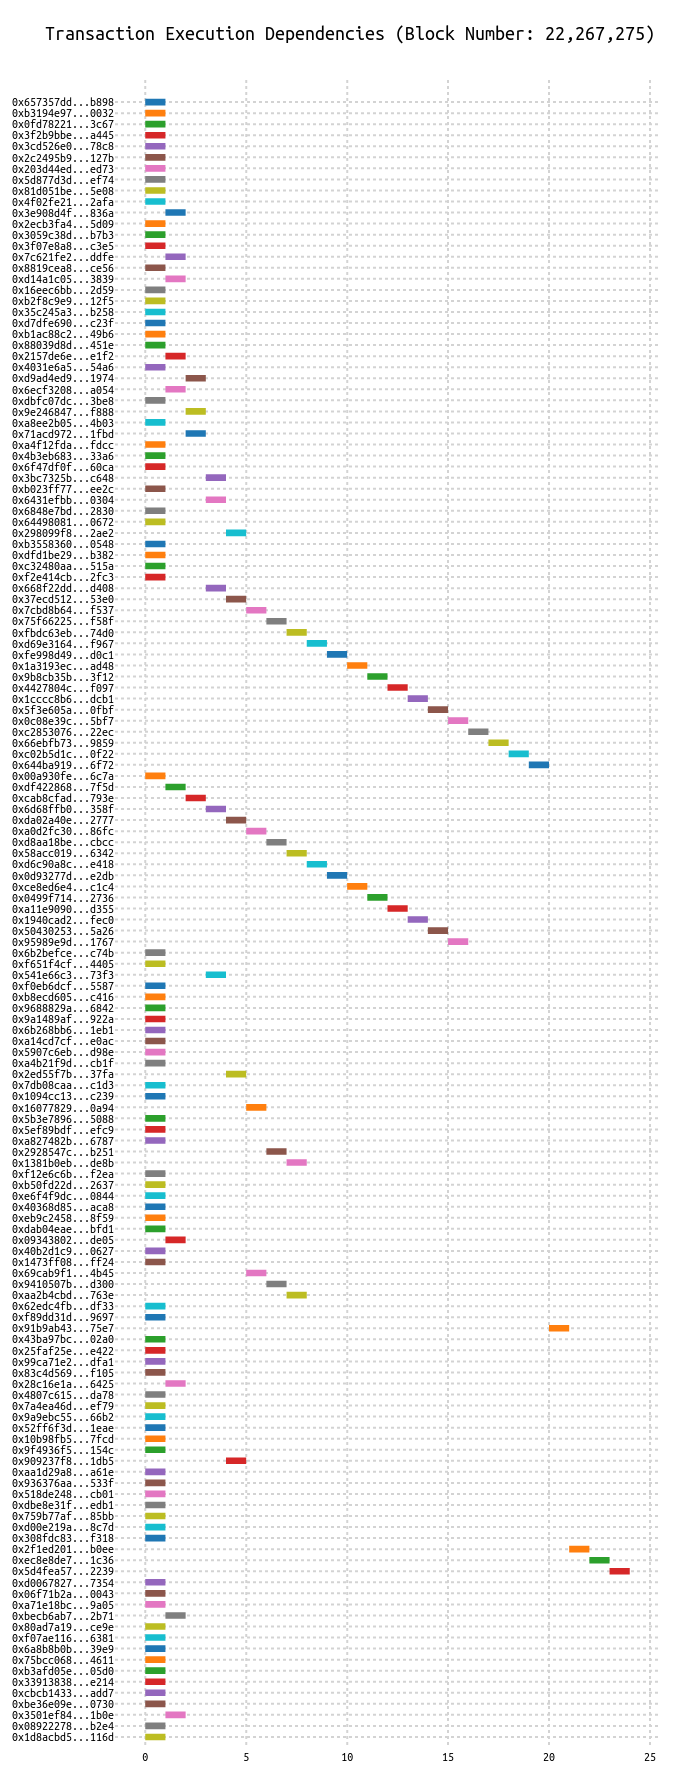 Transaction Execution Dependencies (Block Number: 22,267,275)
0x657357dd...b898
0xb3194e97...0032
0x0fd78221...3c67
0x3f2b9bbe...a445
0x3cd526e0...78c8
0x2c2495b9...127b
0x203d44ed...ed73
0x5d877d3d...ef74
0x81d051be...5e08
0x4f02fe21...2afa
0x3e908d4f...836a
0x2ecb3fa4...5d09
0x3059c38d...b7b3
0x3f07e8a8...c3e5
0x7c621fe2...ddfe
0x8819cea8...ce56
0xd14a1c05...3839
0x16eec6bb...2d59
0xb2f8c9e9...12f5
0x35c245a3...b258
0xd7dfe690...c23f
0xb1ac88c2...49b6
0x88039d8d...451e
0x2157de6e...e1f2
0x4031e6a5...54a6
0xd9ad4ed9...1974
0x6ecf3208...a054
0xdbfc07dc...3be8
0x9e246847...f888
0xa8ee2b05...4b03
0x71acd972...1fbd
0xa4f12fda...fdcc
0x4b3eb683...33a6
0x6f47df0f...60ca
0x3bc7325b...c648
0xb023ff77...ee2c
0x6431efbb...0304
0x6848e7bd...2830
0x64498081...0672
0x298099f8...2ae2
0xb3558360...0548
0xdfd1be29...b382
0xc32480aa...515a
0xf2e414cb...2fc3
0x668f22dd...d408
0x37ecd512...53e0
0x7cbd8b64...f537
0x75f66225...f58f
0xfbdc63eb...74d0
0xd69e3164...f967
0xfe998d49...d0c1
0x1a3193ec...ad48
0x9b8cb35b...3f12
0x4427804c...f097
0x1cccc8b6...dcb1
0x5f3e605a...0fbf
0x0c08e39c...5bf7
0xc2853076...22ec
0x66ebfb73...9859
0xc02b5d1c...0f22
0x644ba919...6f72
0x00a930fe...6c7a
0xdf422868...7f5d
0xcab8cfad...793e
0x6d68ffb0...358f
0xda02a40e...2777
0xa0d2fc30...86fc
0xd8aa18be...cbcc
0x58acc019...6342
0xd6c90a8c...e418
0x0d93277d...e2db
0xce8ed6e4...c1c4
0x0499f714...2736
0xa11e9090...d355
0x1940cad2...fec0
0x50430253...5a26
0x95989e9d...1767
0x6b2befce...c74b
0xf651f4cf...4405
0x541e66c3...73f3
0xf0eb6dcf...5587
0xb8ecd605...c416
0x9688829a...6842
0x9a1489af...922a
0x6b268bb6...1eb1
0xa14cd7cf...e0ac
0x5907c6eb...d98e
0xa4b21f9d...cb1f
0x2ed55f7b...37fa
0x7db08caa...c1d3
0x1094cc13...c239
0x16077829...0a94
0x5b3e7896...5088
0x5ef89bdf...efc9
0xa827482b...6787
0x2928547c...b251
0x1381b0eb...de8b
0xf12e6c6b...f2ea
0xb50fd22d...2637
0xe6f4f9dc...0844
0x40368d85...aca8
0xeb9c2458...8f59
0xdab04eae...bfd1
0x09343802...de05
0x40b2d1c9...0627
0x1473ff08...ff24
0x69cab9f1...4b45
0x9410507b...d300
0xaa2b4cbd...763e
0x62edc4fb...df33
0xf89dd31d...9697
0x91b9ab43...75e7
0x43ba97bc...02a0
0x25faf25e...e422
0x99ca71e2...dfa1
0x83c4d569...f105
0x28c16e1a...6425
0x4807c615...da78
0x7a4ea46d...ef79
0x9a9ebc55...66b2
0x52ff6f3d...1eae
0x10b98fb5...7fcd
0x9f4936f5...154c
0x909237f8...1db5
0xaa1d29a8...a61e
0x936376aa...533f
0x518de248...cb01
0xdbe8e31f...edb1
0x759b77af...85bb
0xd00e219a...8c7d
0x308fdc83...f318
0x2f1ed201...b0ee
0xec8e8de7...1c36
0x5d4fea57...2239
0xd0067827...7354
0x06f71b2a...0043
0xa71e18bc...9a05
0xbecb6ab7...2b71
0x80ad7a19...ce9e
0xf07ae116...6381
0x6a8b8b0b...39e9
0x75bcc068...4611
0xb3afd05e...05d0
0x33913838...e214
0xcbcb1433...add7
0xbe36e09e...0730
0x3501ef84...1b0e
0x08922278...b2e4
0x1d8acbd5...116d
0 5 10 15 20 25